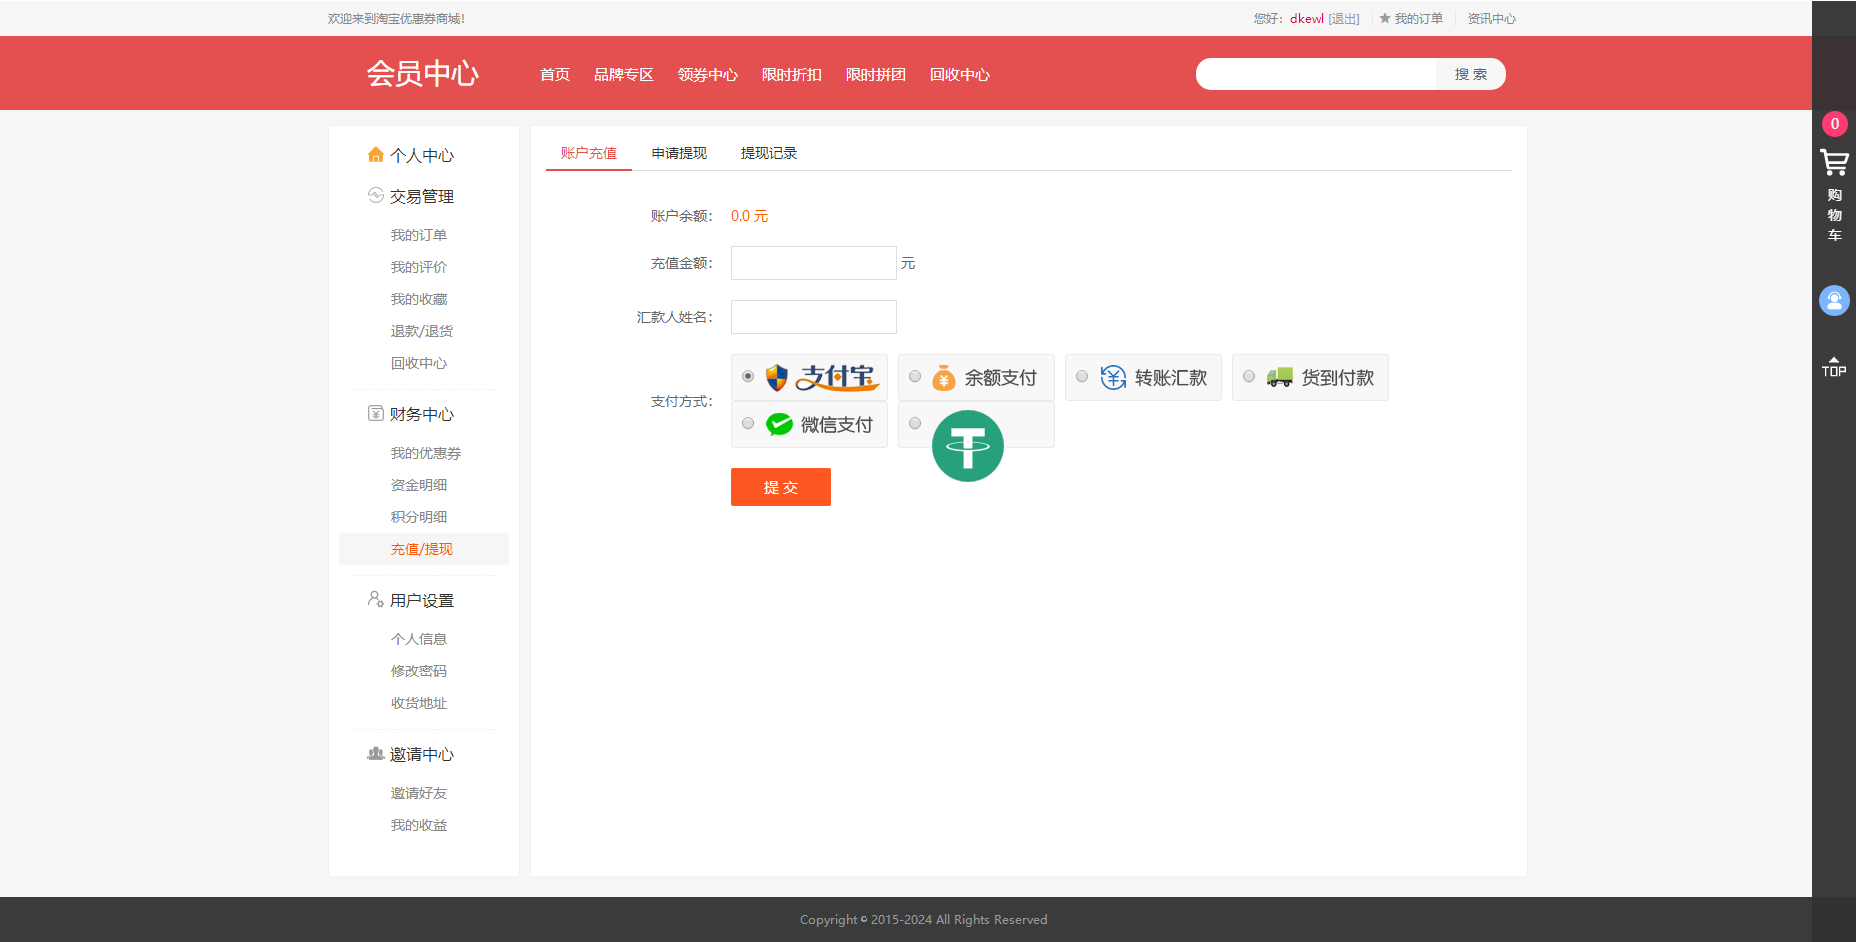 欢迎来到淘宝优惠券商城!
您好: dkewl [退出] 我的订单 资讯中心
会员中心 首页 品牌专区 领券中心 限时折扣 限时拼团 回收中心 搜 索
0
购
物
车
TOP
个人中心
交易管理
我的订单
我的评价
我的收藏
退款/退货
回收中心
财务中心
我的优惠券
资金明细
积分明细
充值/提现
用户设置
个人信息
修改密码
收货地址
邀请中心
邀请好友
我的收益
账户充值 申请提现 提现记录
账户余额: 0.0 元
充值金额: 元
汇款人姓名:
支付方式:
支付宝 余额支付 转账汇款 货到付款
微信支付
提 交
Copyright © 2015-2024 All Rights Reserved